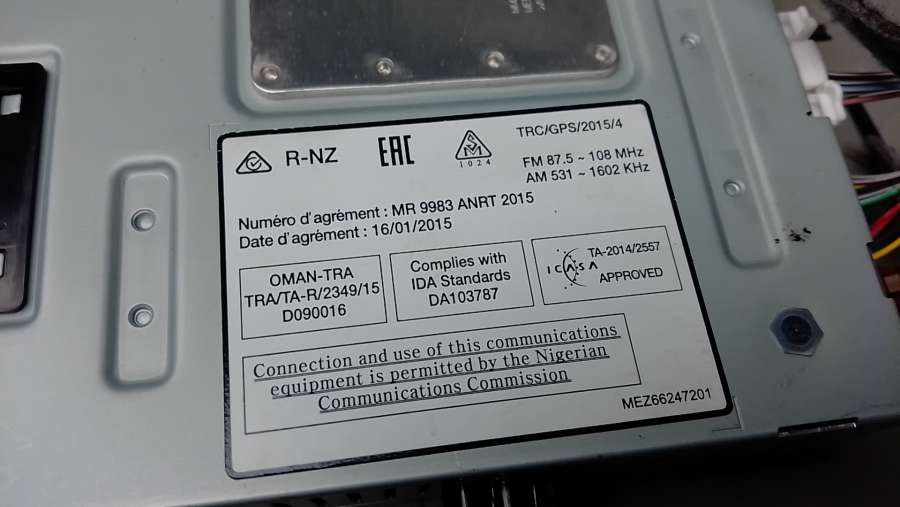 R-NZ
EAC
1024
TRC/GPS/2015/4
FM 87.5 ~ 108 MHz
AM 531 ~ 1602 KHz
Numéro d'agrément : MR 9983 ANRT 2015
Date d'agrément : 16/01/2015
OMAN-TRA
TRA/TA-R/2349/15
D090016
Complies with
IDA Standards
DA103787
ICASA
TA-2014/2557
APPROVED
Connection and use of this communications
equipment is permitted by the Nigerian
Communications Commission
MEZ66247201